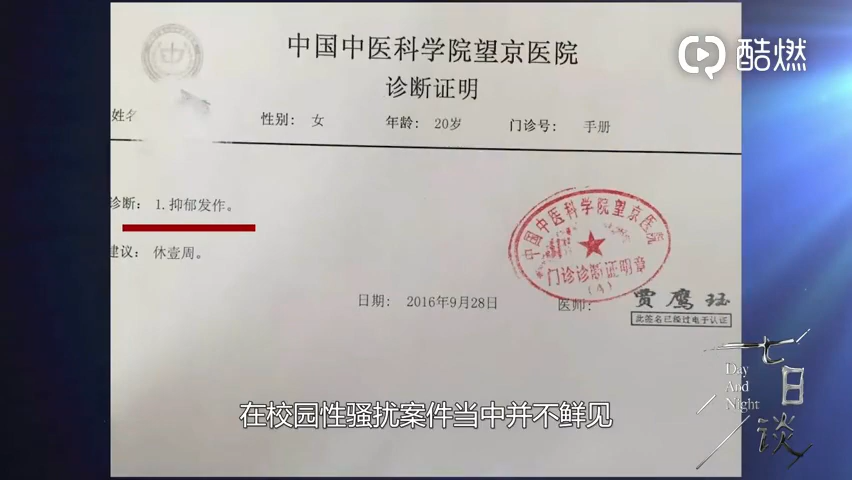 酷燃
中国中医科学院望京医院
诊断证明
姓名
性别： 女 年龄： 20岁 门诊号： 手册
诊断： 1.抑郁发作。
建议： 休壹周。
中国中医科学院望京医院
门诊诊断证明章
(4)
日期： 2016年9月28日 医师： 贾鹰珏
此签名已经过电子认证
七日谈
Day
And
Night
在校园性骚扰案件当中并不鲜见